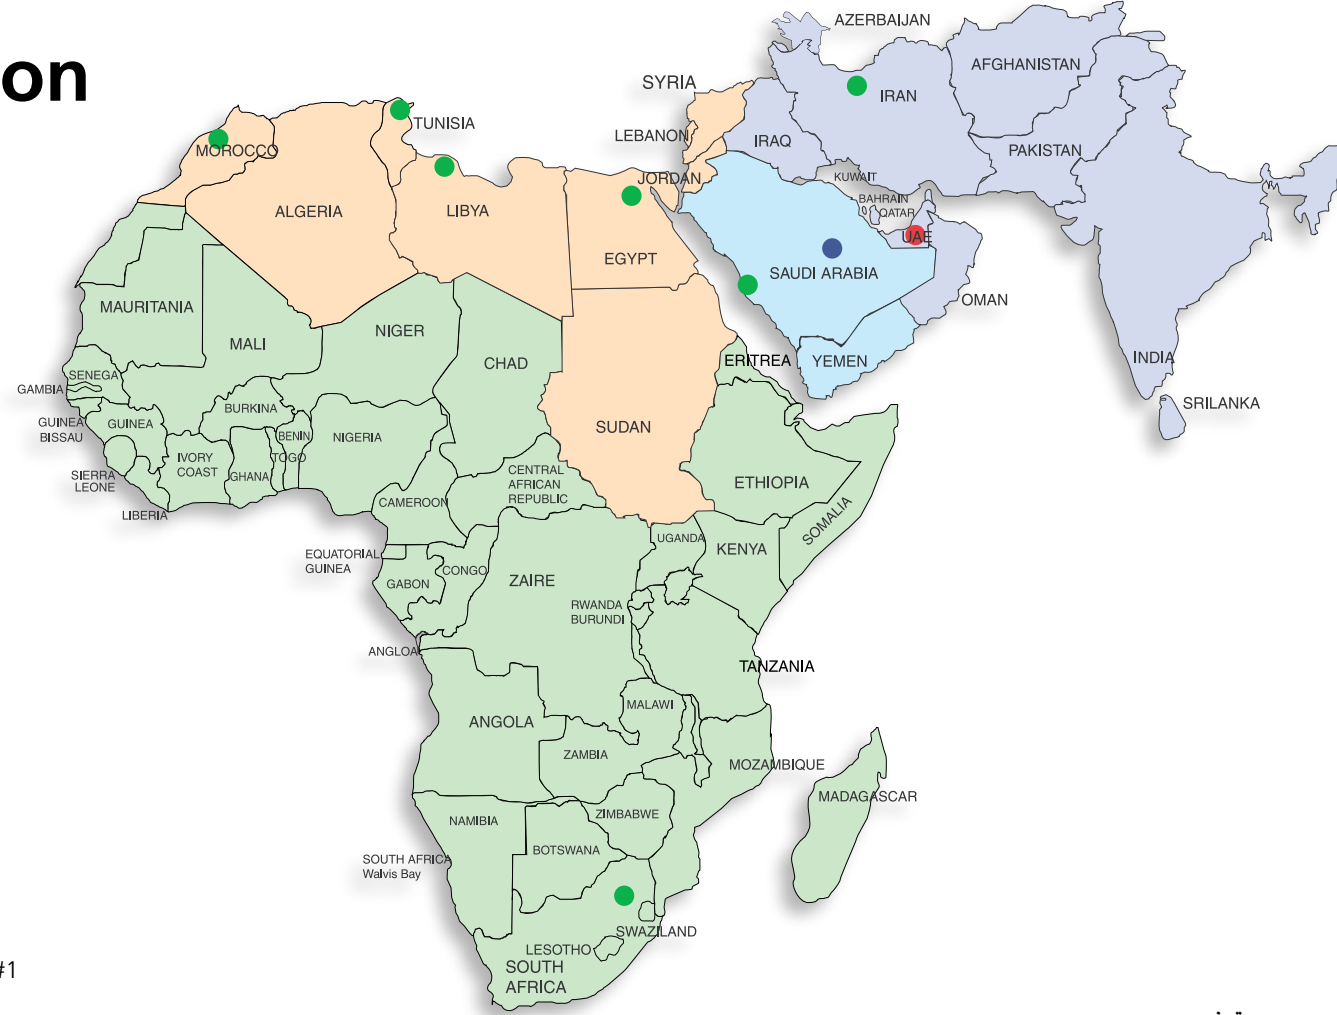 on
AZERBAIJAN
AFGHANISTAN
SYRIA
IRAN
TUNISIA
LEBANON
IRAQ
PAKISTAN
MOROCCO
JORDAN
KUWAIT
BAHRAIN
QATAR
ALGERIA
LIBYA
UAE
EGYPT
SAUDI ARABIA
OMAN
MAURITANIA
NIGER
MALI
CHAD
ERITREA
YEMEN
INDIA
SENEGA
GAMBIA
SRILANKA
BURKINA
GUINEA
BISSAU
GUINEA
BENIN
NIGERIA
SUDAN
IVORY
COAST
TOGO
GHANA
SIERRA
LEONE
CENTRAL
AFRICAN
REPUBLIC
ETHIOPIA
CAMEROON
LIBERIA
SOMALIA
UGANDA
KENYA
EQUATORIAL
GUINEA
CONGO
GABON
ZAIRE
RWANDA
BURUNDI
ANGLOA
TANZANIA
MALAWI
ANGOLA
ZAMBIA
MOZAMBIQUE
MADAGASCAR
NAMIBIA
ZIMBABWE
BOTSWANA
SOUTH AFRICA
Walvis Bay
SWAZILAND
LESOTHO
SOUTH
AFRICA
#1